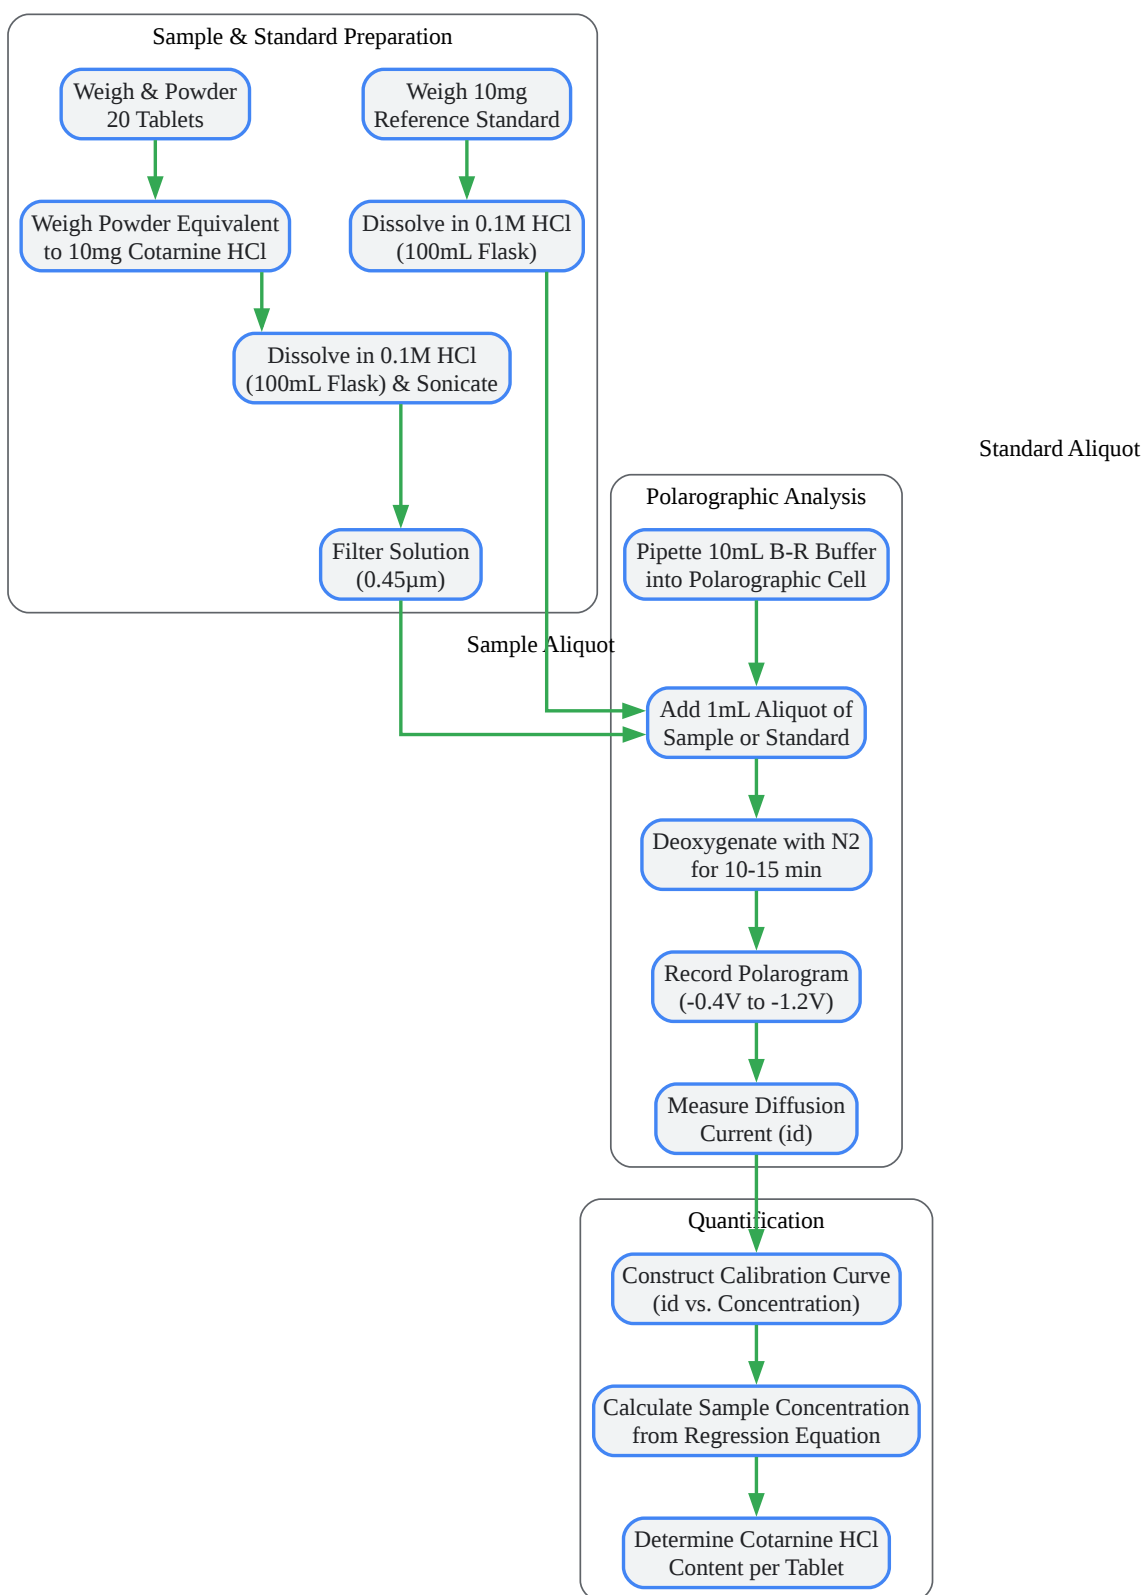 Sample & Standard Preparation
Weigh & Powder
20 Tablets
Weigh 10mg
Reference Standard
Weigh Powder Equivalent
to 10mg Cotarnine HCl
Dissolve in 0.1M HCl
(100mL Flask)
Dissolve in 0.1M HCl
(100mL Flask) & Sonicate
Filter Solution
(0.45µm)
Standard Aliquot
Sample Aliquot
Polarographic Analysis
Pipette 10mL B-R Buffer
into Polarographic Cell
Add 1mL Aliquot of
Sample or Standard
Deoxygenate with N2
for 10-15 min
Record Polarogram
(-0.4V to -1.2V)
Measure Diffusion
Current (id)
Quantification
Construct Calibration Curve
(id vs. Concentration)
Calculate Sample Concentration
from Regression Equation
Determine Cotarnine HCl
Content per Tablet